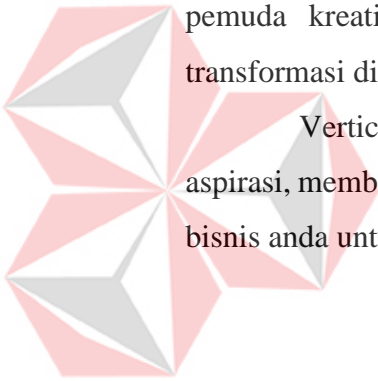 pemuda kreati
transformasi di
Vertic
aspirasi, memb
bisnis anda unt